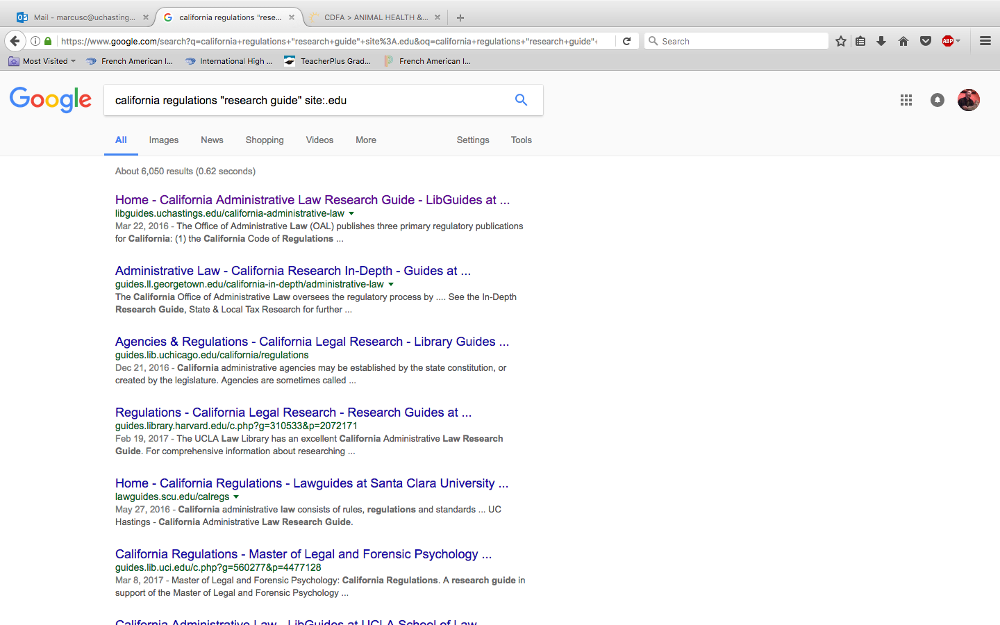 Mail - marcusc@uchasting...
california regulations "rese...
CDFA > ANIMAL HEALTH &...
https://www.google.com/search?q=california+regulations+"research+guide"+site%3A.edu&oq=california+regulations+"research+guide"+
Search
ABP
Most Visited
French American I...
International High ...
TeacherPlus Grad...
French American I...
Google
california regulations "research guide" site:.edu
All Images News Shopping Videos More Settings Tools
About 6,050 results (0.62 seconds)
Home - California Administrative Law Research Guide - LibGuides at ...
libguides.uchastings.edu/california-administrative-law
Mar 22, 2016 - The Office of Administrative Law (OAL) publishes three primary regulatory publications
for California: (1) the California Code of Regulations ...
Administrative Law - California Research In-Depth - Guides at ...
guides.ll.georgetown.edu/california-in-depth/administrative-law
The California Office of Administrative Law oversees the regulatory process by .... See the In-Depth
Research Guide, State & Local Tax Research for further ...
Agencies & Regulations - California Legal Research - Library Guides ...
guides.lib.uchicago.edu/california/regulations
Dec 21, 2016 - California administrative agencies may be established by the state constitution, or
created by the legislature. Agencies are sometimes called ...
Regulations - California Legal Research - Research Guides at ...
guides.library.harvard.edu/c.php?g=310533&p=2072171
Feb 19, 2017 - The UCLA Law Library has an excellent California Administrative Law Research
Guide. For comprehensive information about researching ...
Home - California Regulations - Lawguides at Santa Clara University ...
lawguides.scu.edu/calregs
May 27, 2016 - California administrative law consists of rules, regulations and standards ... UC
Hastings - California Administrative Law Research Guide.
California Regulations - Master of Legal and Forensic Psychology ...
guides.lib.uci.edu/c.php?g=560277&p=4477128
Mar 8, 2017 - Master of Legal and Forensic Psychology: California Regulations. A research guide in
support of the Master of Legal and Forensic Psychology ...
California Administrative Law - LibGuides at UCLA School of Law